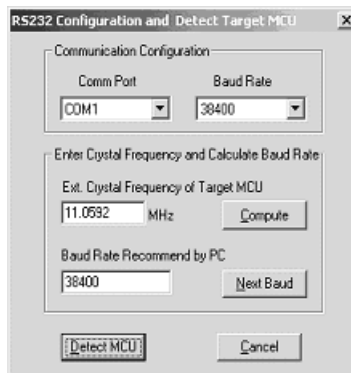 RS232 Configuration and Detect Target MCU
Communication Configuration
Comm Port Baud Rate
COM1 38400
Enter Crystal Frequency and Calculate Baud Rate
Ext. Crystal Frequency of Target MCU
11.0592 MHz Compute
Baud Rate Recommend by PC
38400 Next Baud
Detect MCU Cancel